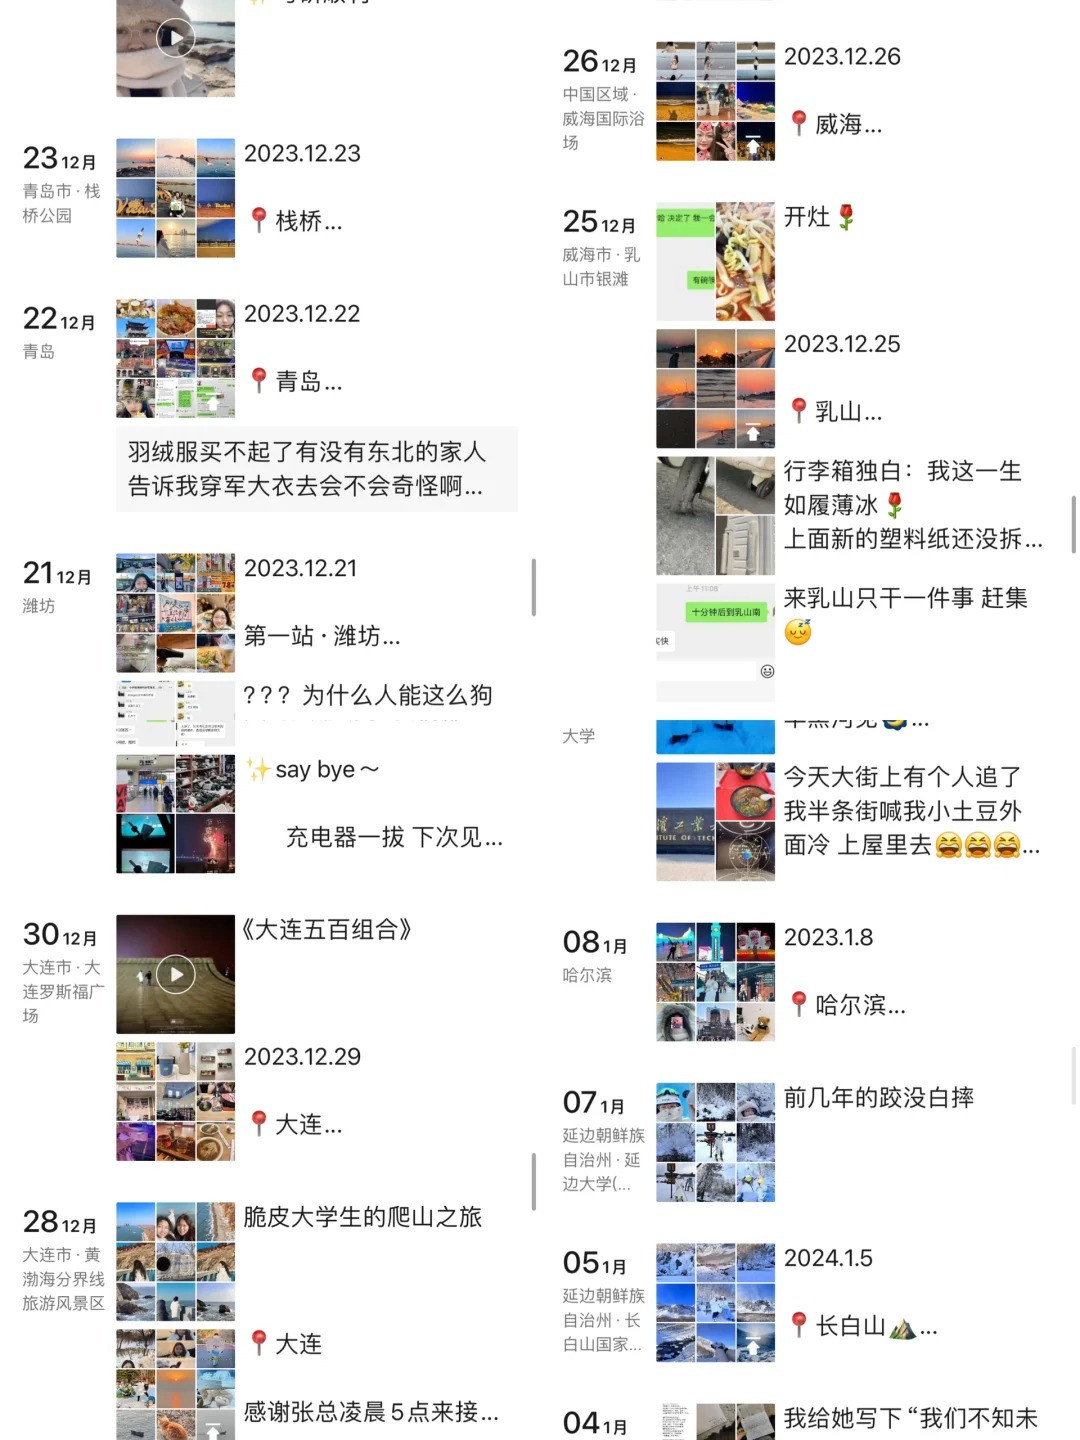 23 12月
青岛市 · 栈
桥公园
2023.12.23
📍栈桥...
22 12月
青岛
2023.12.22
📍青岛...
羽绒服买不起了有没有东北的家人
告诉我穿军大衣去会不会奇怪啊...
21 12月
潍坊
2023.12.21
第一站 · 潍坊...
??? 为什么人能这么狗
✨say bye～
充电器一拔 下次见...
30 12月
大连市 · 大
连罗斯福广
场
《大连五百组合》
2023.12.29
📍大连...
28 12月
大连市 · 黄
渤海分界线
旅游风景区
脆皮大学生的爬山之旅
📍大连
感谢张总凌晨5点来接...
26 12月
中国区域 ·
威海国际浴
场
2023.12.26
📍威海...
25 12月
威海市 · 乳
山市银滩
开灶🌹
2023.12.25
📍乳山...
行李箱独白：我这一生
如履薄冰🌹
上面新的塑料纸还没拆...
上午11:08
十分钟后到乳山南
来乳山只干一件事 赶集
😴
大学
今天大街上有个人追了
我半条街喊我小土豆外
面冷 上屋里去😆😆😆...
08 1月
哈尔滨
2023.1.8
📍哈尔滨...
07 1月
延边朝鲜族
自治州 · 延
边大学(...
前几年的跤没白摔
05 1月
延边朝鲜族
自治州 · 长
白山国家...
2024.1.5
📍长白山⛰️...
04 1月
我给她写下“我们不知未